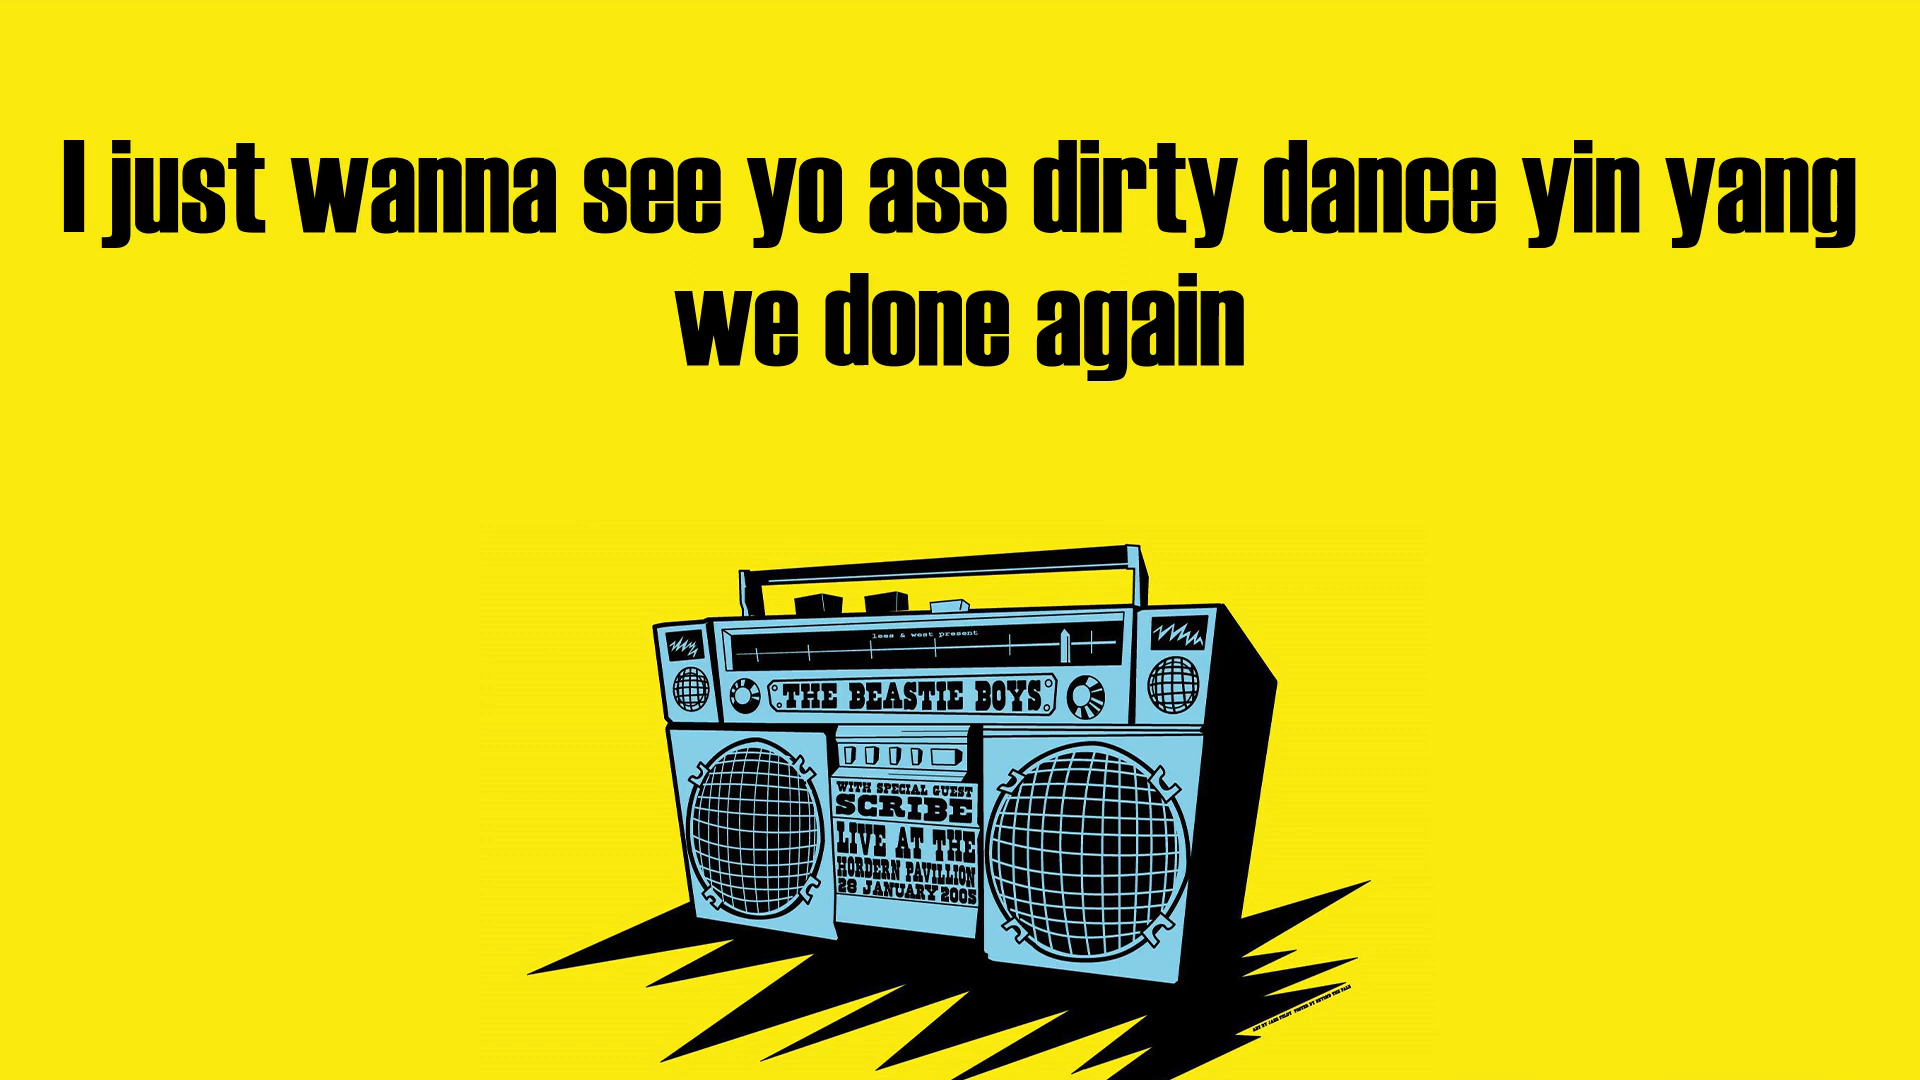 I just wanna see yo ass dirty dance yin yang
we done again
lees & west present
THE BEASTIE BOYS
WITH SPECIAL GUEST
SCRIBE
LIVE AT THE
HORDERN PAVILLION
28 JANUARY 2005